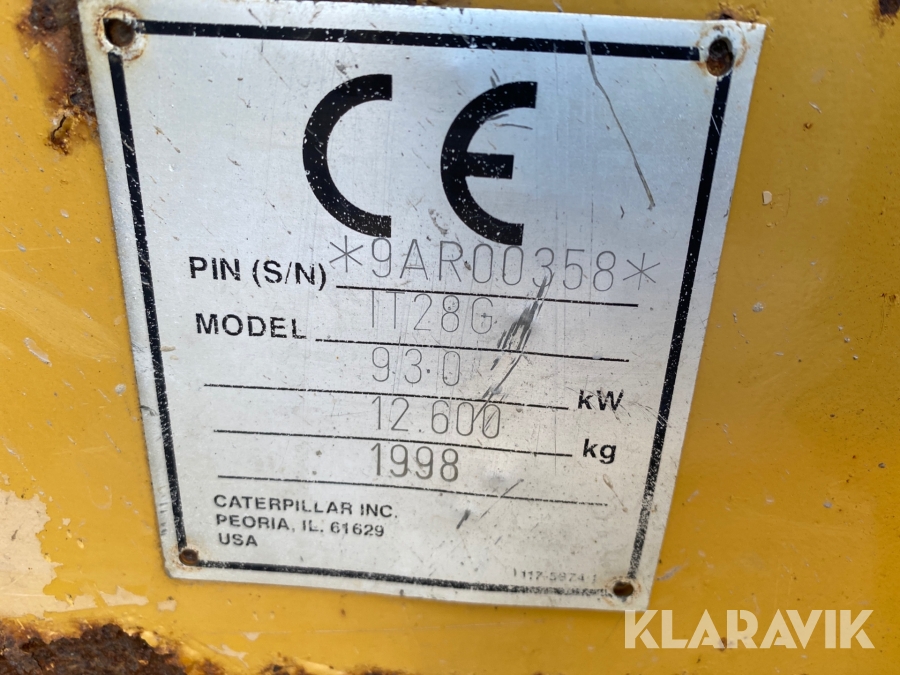 CE
PIN (S/N) *9AR00358*
MODEL IT28G
93.0 kW
12.600 kg
1998
CATERPILLAR INC.
PEORIA, IL. 61629
USA
KLARAVIK